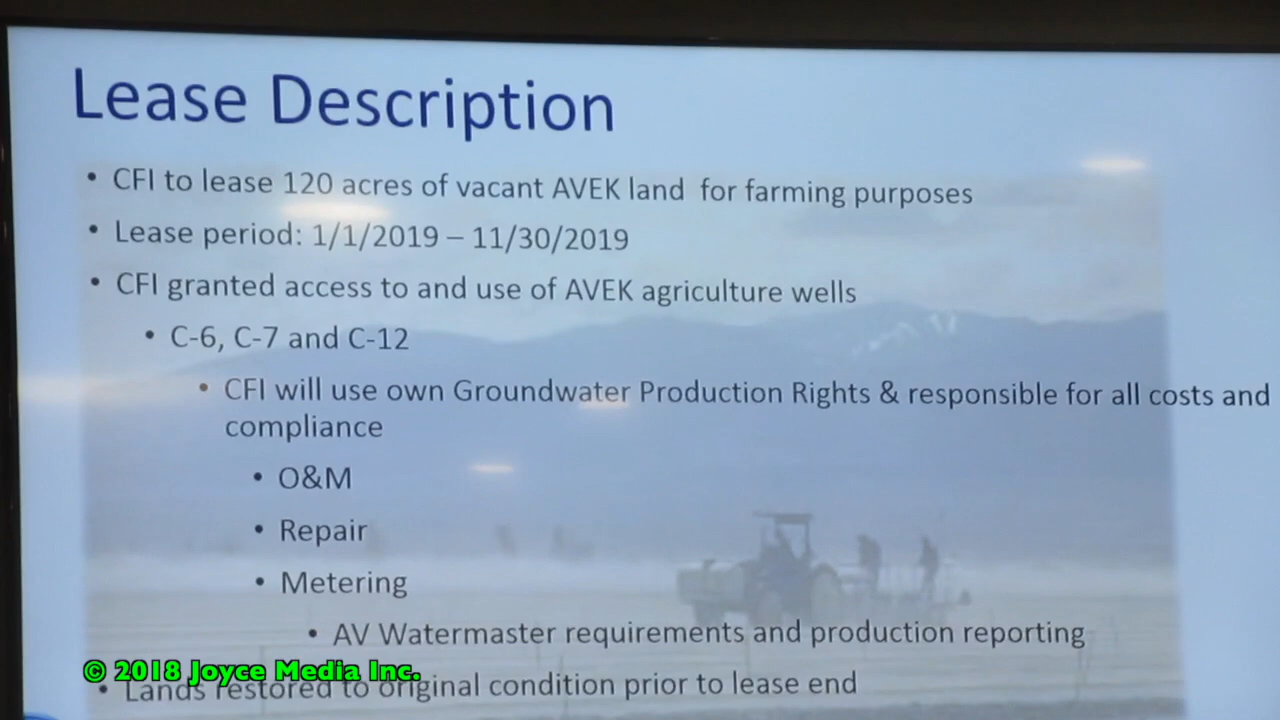 Lease Description
• CFI to lease 120 acres of vacant AVEK land for farming purposes
• Lease period: 1/1/2019 – 11/30/2019
• CFI granted access to and use of AVEK agriculture wells
• C-6, C-7 and C-12
• CFI will use own Groundwater Production Rights & responsible for all costs and
compliance
• O&M
• Repair
• Metering
• AV Watermaster requirements and production reporting
© 2018 Joyce Media Inc.
• Lands restored to original condition prior to lease end